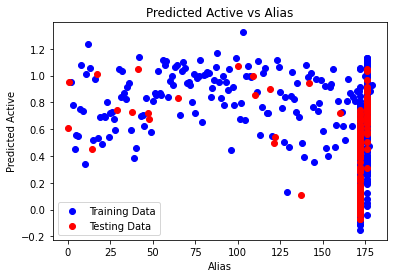 Predicted Active vs Alias
Predicted Active
1.2
1.0
0.8
0.6
0.4
0.2
0.0
−0.2
Training Data
Testing Data
0 25 50 75 100 125 150 175
Alias